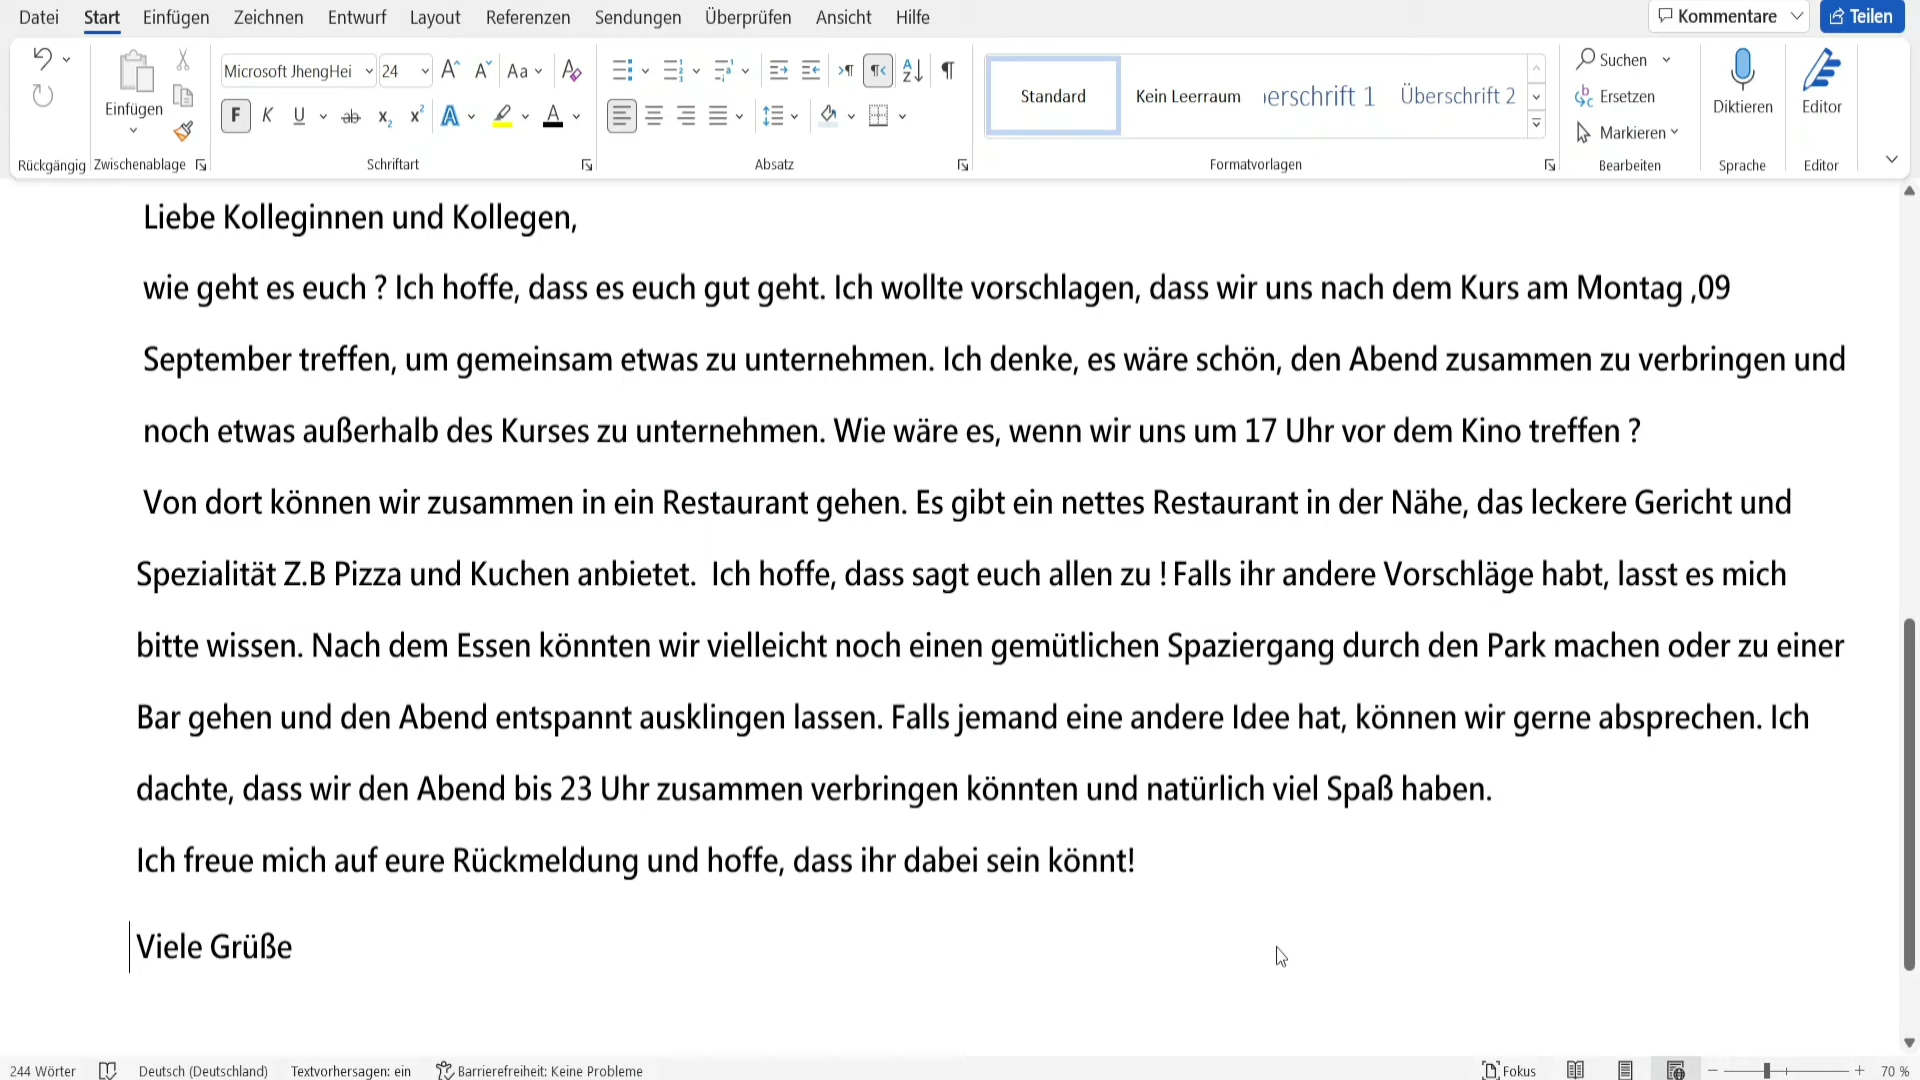 Datei Start Einfügen Zeichnen Entwurf Layout Referenzen Sendungen Überprüfen Ansicht Hilfe Kommentare Teilen
Microsoft JhengHei 24 Aa Standard Kein Leerraum erschrift 1 Überschrift 2 Suchen
Einfügen Ersetzen Diktieren Editor
F K U ab Markieren
Rückgängig Zwischenablage Schriftart Absatz Formatvorlagen Bearbeiten Sprache Editor
Liebe Kolleginnen und Kollegen,
wie geht es euch ? Ich hoffe, dass es euch gut geht. Ich wollte vorschlagen, dass wir uns nach dem Kurs am Montag ,09
September treffen, um gemeinsam etwas zu unternehmen. Ich denke, es wäre schön, den Abend zusammen zu verbringen und
noch etwas außerhalb des Kurses zu unternehmen. Wie wäre es, wenn wir uns um 17 Uhr vor dem Kino treffen ?
Von dort können wir zusammen in ein Restaurant gehen. Es gibt ein nettes Restaurant in der Nähe, das leckere Gericht und
Spezialität Z.B Pizza und Kuchen anbietet. Ich hoffe, dass sagt euch allen zu ! Falls ihr andere Vorschläge habt, lasst es mich
bitte wissen. Nach dem Essen könnten wir vielleicht noch einen gemütlichen Spaziergang durch den Park machen oder zu einer
Bar gehen und den Abend entspannt ausklingen lassen. Falls jemand eine andere Idee hat, können wir gerne absprechen. Ich
dachte, dass wir den Abend bis 23 Uhr zusammen verbringen könnten und natürlich viel Spaß haben.
Ich freue mich auf eure Rückmeldung und hoffe, dass ihr dabei sein könnt!
Viele Grüße
244 Wörter Deutsch (Deutschland) Textvorhersagen: ein Barrierefreiheit: Keine Probleme Fokus 70 %